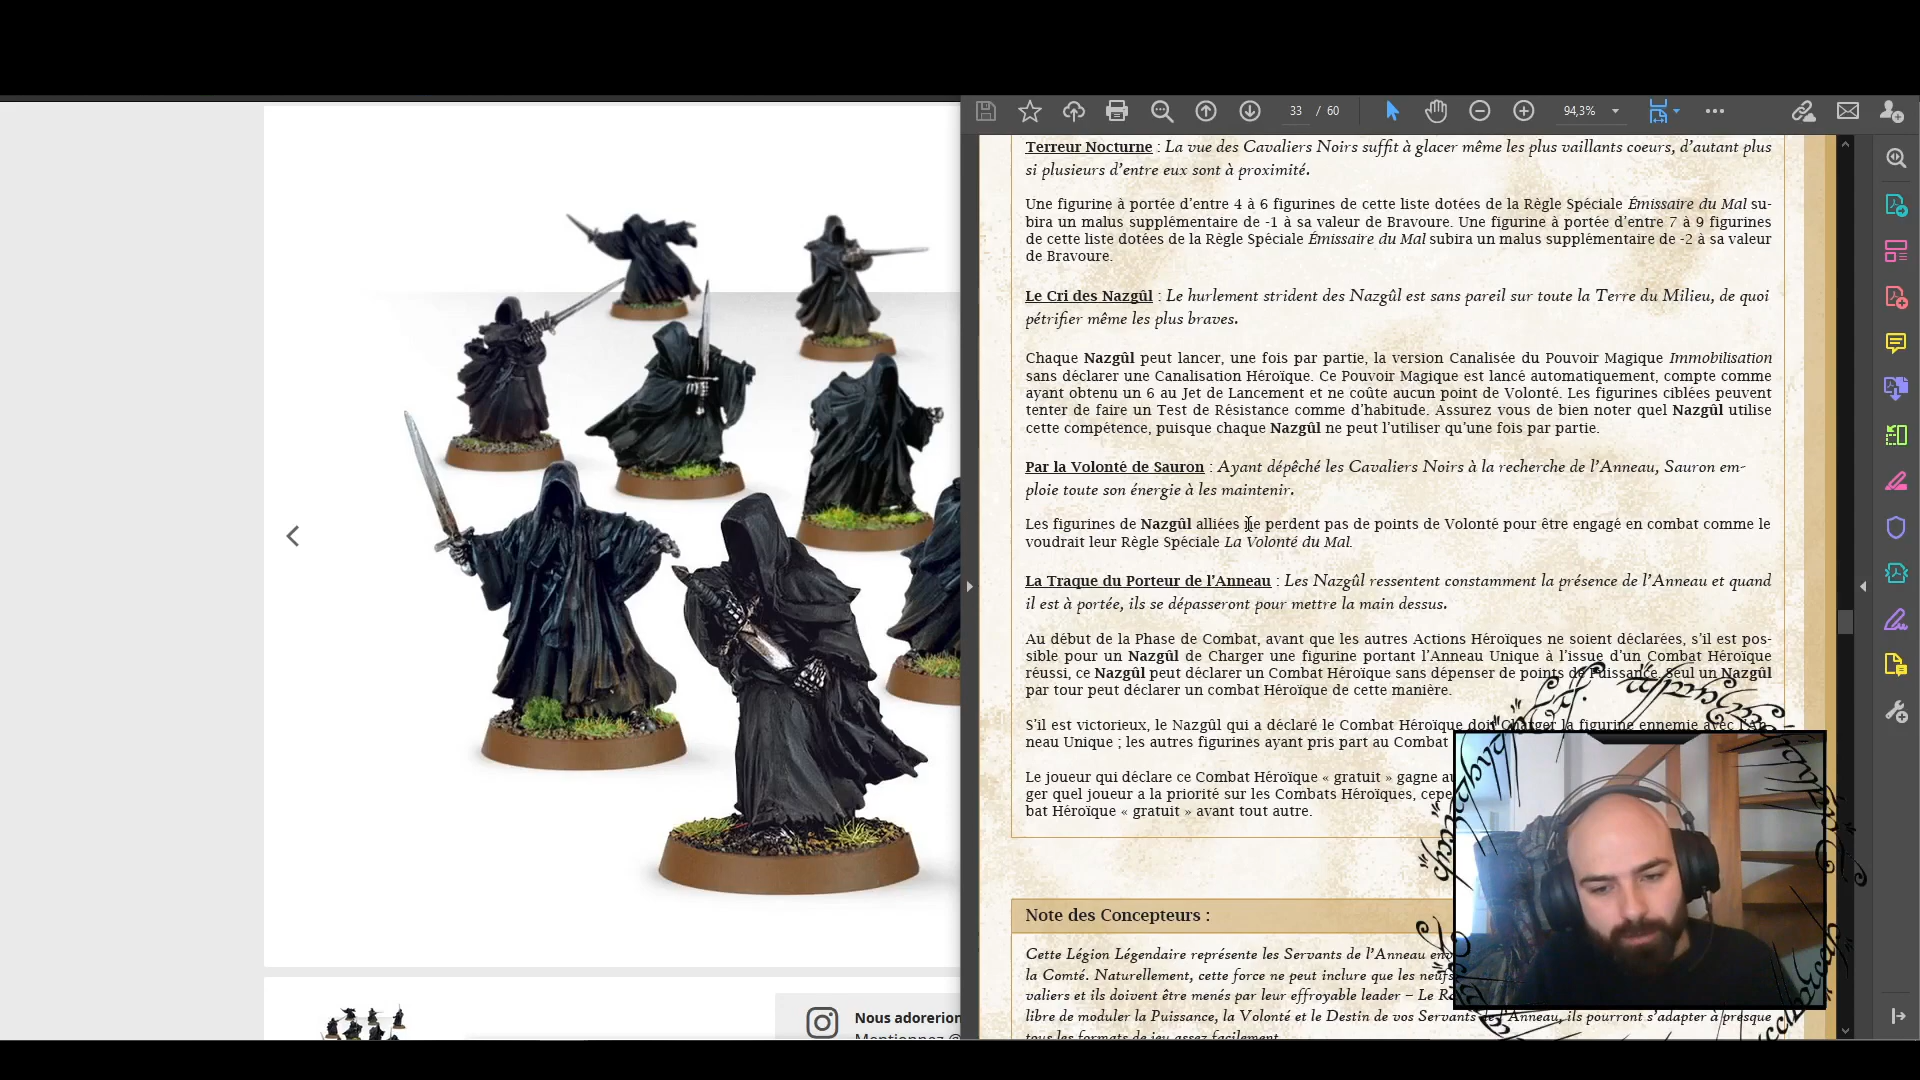 33 / 60
94,3%
Terreur Nocturne : La vue des Cavaliers Noirs suffit à glacer même les plus vaillants coeurs, d'autant plus
si plusieurs d'entre eux sont à proximité.
Une figurine à portée d'entre 4 à 6 figurines de cette liste dotées de la Règle Spéciale Émissaire du Mal su-
bira un malus supplémentaire de -1 à sa valeur de Bravoure. Une figurine à portée d'entre 7 à 9 figurines
de cette liste dotées de la Règle Spéciale Émissaire du Mal subira un malus supplémentaire de -2 à sa valeur
de Bravoure.
Le Cri des Nazgûl : Le hurlement strident des Nazgûl est sans pareil sur toute la Terre du Milieu, de quoi
pétrifier même les plus braves.
Chaque Nazgûl peut lancer, une fois par partie, la version Canalisée du Pouvoir Magique Immobilisation
sans déclarer une Canalisation Héroïque. Ce Pouvoir Magique est lancé automatiquement, compte comme
ayant obtenu un 6 au Jet de Lancement et ne coûte aucun point de Volonté. Les figurines ciblées peuvent
tenter de faire un Test de Résistance comme d'habitude. Assurez vous de bien noter quel Nazgûl utilise
cette compétence, puisque chaque Nazgûl ne peut l'utiliser qu'une fois par partie.
Par la Volonté de Sauron : Ayant dépêché les Cavaliers Noirs à la recherche de l'Anneau, Sauron em-
ploie toute son énergie à les maintenir.
Les figurines de Nazgûl alliées ne perdent pas de points de Volonté pour être engagé en combat comme le
voudrait leur Règle Spéciale La Volonté du Mal.
La Traque du Porteur de l'Anneau : Les Nazgûl ressentent constamment la présence de l'Anneau et quand
il est à portée, ils se dépasseront pour mettre la main dessus.
Au début de la Phase de Combat, avant que les autres Actions Héroïques ne soient déclarées, s'il est pos-
sible pour un Nazgûl de Charger une figurine portant l'Anneau Unique à l'issue d'un Combat Héroïque
réussi, ce Nazgûl peut déclarer un Combat Héroïque sans dépenser de points de Puissance. Seul un Nazgûl
par tour peut déclarer un combat Héroïque de cette manière.
S'il est victorieux, le Nazgûl qui a déclaré le Combat Héroïque doit Charger la figurine ennemie avec l'An-
neau Unique ; les autres figurines ayant pris part au Combat
Le joueur qui déclare ce Combat Héroïque « gratuit » gagne
ger quel joueur a la priorité sur les Combats Héroïques,
bat Héroïque « gratuit » avant tout autre.
Note des Concepteurs :
Cette Légion Légendaire représente les Servants de l'Anneau
la Comté. Naturellement, cette force ne peut inclure que les
valiers et ils doivent être menés par leur effroyable leader – Le
libre de moduler la Puissance, la Volonté et le Destin de vos Servants de l'Anneau, ils pourront s'adapter à presque
tous les formats de jeu assez facilement.
Nous